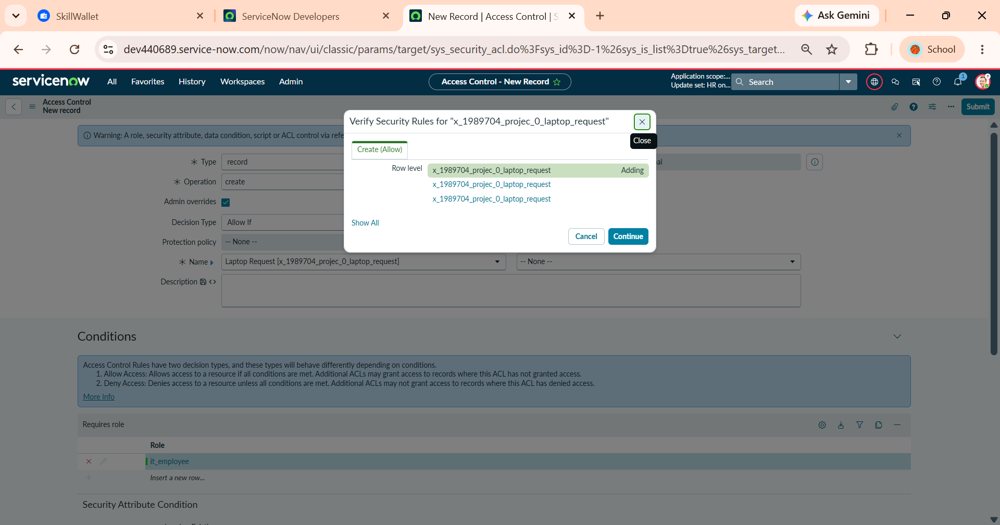 SkillWallet
ServiceNow Developers
New Record | Access Control | S
Ask Gemini
dev440689.service-now.com/now/nav/ui/classic/params/target/sys_security_acl.do%3Fsys_id%3D-1%26sys_is_list%3Dtrue%26sys_target...
School
servicenow
All
Favorites
History
Workspaces
Admin
Access Control - New Record
Application scope:...
Update set: HR on...
Search
1
Access Control
New record
Submit
Warning: A role, security attribute, data condition, script or ACL control via refe
Verify Security Rules for "x_1989704_projec_0_laptop_request"
Close
Create (Allow)
Row level
x_1989704_projec_0_laptop_request
Adding
x_1989704_projec_0_laptop_request
x_1989704_projec_0_laptop_request
Show All
Cancel
Continue
Type
record
Operation
create
Admin overrides
Decision Type
Allow If
Protection policy
-- None --
Name
Laptop Request [x_1989704_projec_0_laptop_request]
-- None --
Description
Conditions
Access Control Rules have two decision types, and these types will behave differently depending on conditions.
1. Allow Access: Allows access to a resource if all conditions are met. Additional ACLs may grant access to records where this ACL has not granted access.
2. Deny Access: Denies access to a resource unless all conditions are met. Additional ACLs may not grant access to records where this ACL has denied access.
More Info
Requires role
Role
it_employee
Insert a new row...
Security Attribute Condition